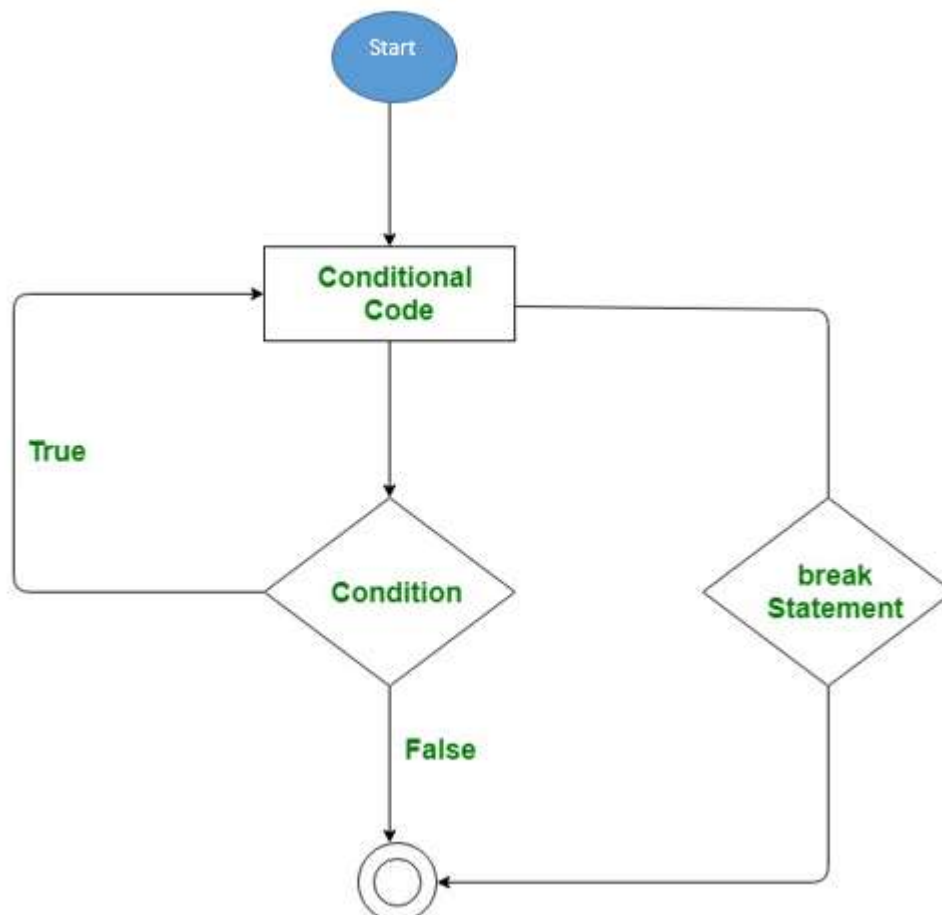 Start
Conditional
Code
True
Condition
break
Statement
False